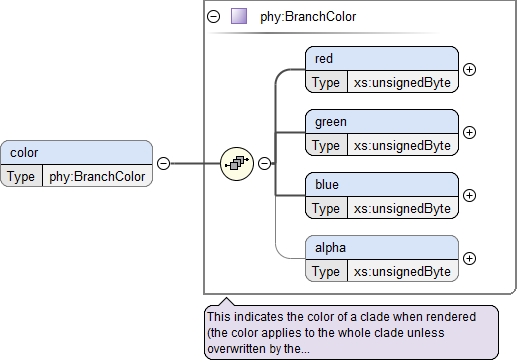 phy:BranchColor
red
Type xs:unsignedByte
green
Type xs:unsignedByte
color
Type phy:BranchColor
blue
Type xs:unsignedByte
alpha
Type xs:unsignedByte
This indicates the color of a clade when rendered
(the color applies to the whole clade unless
overwritten by the...